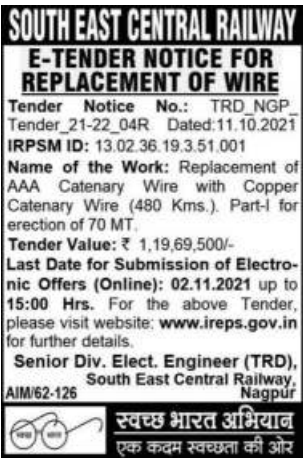 SOUTH EAST CENTRAL RAILWAY
E-TENDER NOTICE FOR
REPLACEMENT OF WIRE
Tender Notice No.: TRD_NGP_
Tender_21-22_04R Dated:11.10.2021
IRPSM ID: 13.02.36.19.3.51.001
Name of the Work: Replacement of
AAA Catenary Wire with Copper
Catenary Wire (480 Kms.). Part-I for
erection of 70 MT.
Tender Value: ₹ 1,19,69,500/-
Last Date for Submission of Electro-
nic Offers (Online): 02.11.2021 up to
15:00 Hrs. For the above Tender,
please visit website: www.ireps.gov.in
for further details.
Senior Div. Elect. Engineer (TRD),
South East Central Railway,
AIM/62-126 Nagpur
स्वच्छ भारत अभियान
एक कदम स्वच्छता की ओर
स्वच्छ भारत